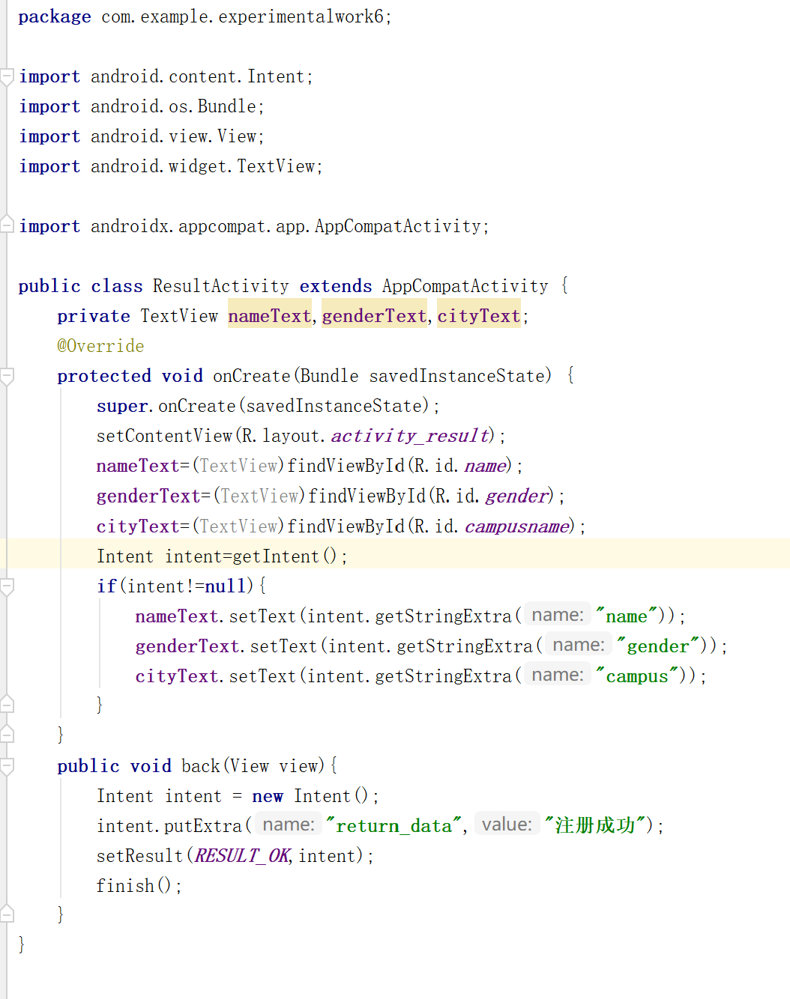 package com.example.experimentalwork6;
import android.content.Intent;
import android.os.Bundle;
import android.view.View;
import android.widget.TextView;
import androidx.appcompat.app.AppCompatActivity;
public class ResultActivity extends AppCompatActivity {
private TextView nameText,genderText,cityText;
@Override
protected void onCreate(Bundle savedInstanceState) {
super.onCreate(savedInstanceState);
setContentView(R.layout.activity_result);
nameText=(TextView)findViewById(R.id.name);
genderText=(TextView)findViewById(R.id.gender);
cityText=(TextView)findViewById(R.id.campusname);
Intent intent=getIntent();
if(intent!=null){
nameText.setText(intent.getStringExtra( name: "name"));
genderText.setText(intent.getStringExtra( name: "gender"));
cityText.setText(intent.getStringExtra( name: "campus"));
}
}
public void back(View view){
Intent intent = new Intent();
intent.putExtra( name: "return_data", value: "注册成功");
setResult(RESULT_OK,intent);
finish();
}
}